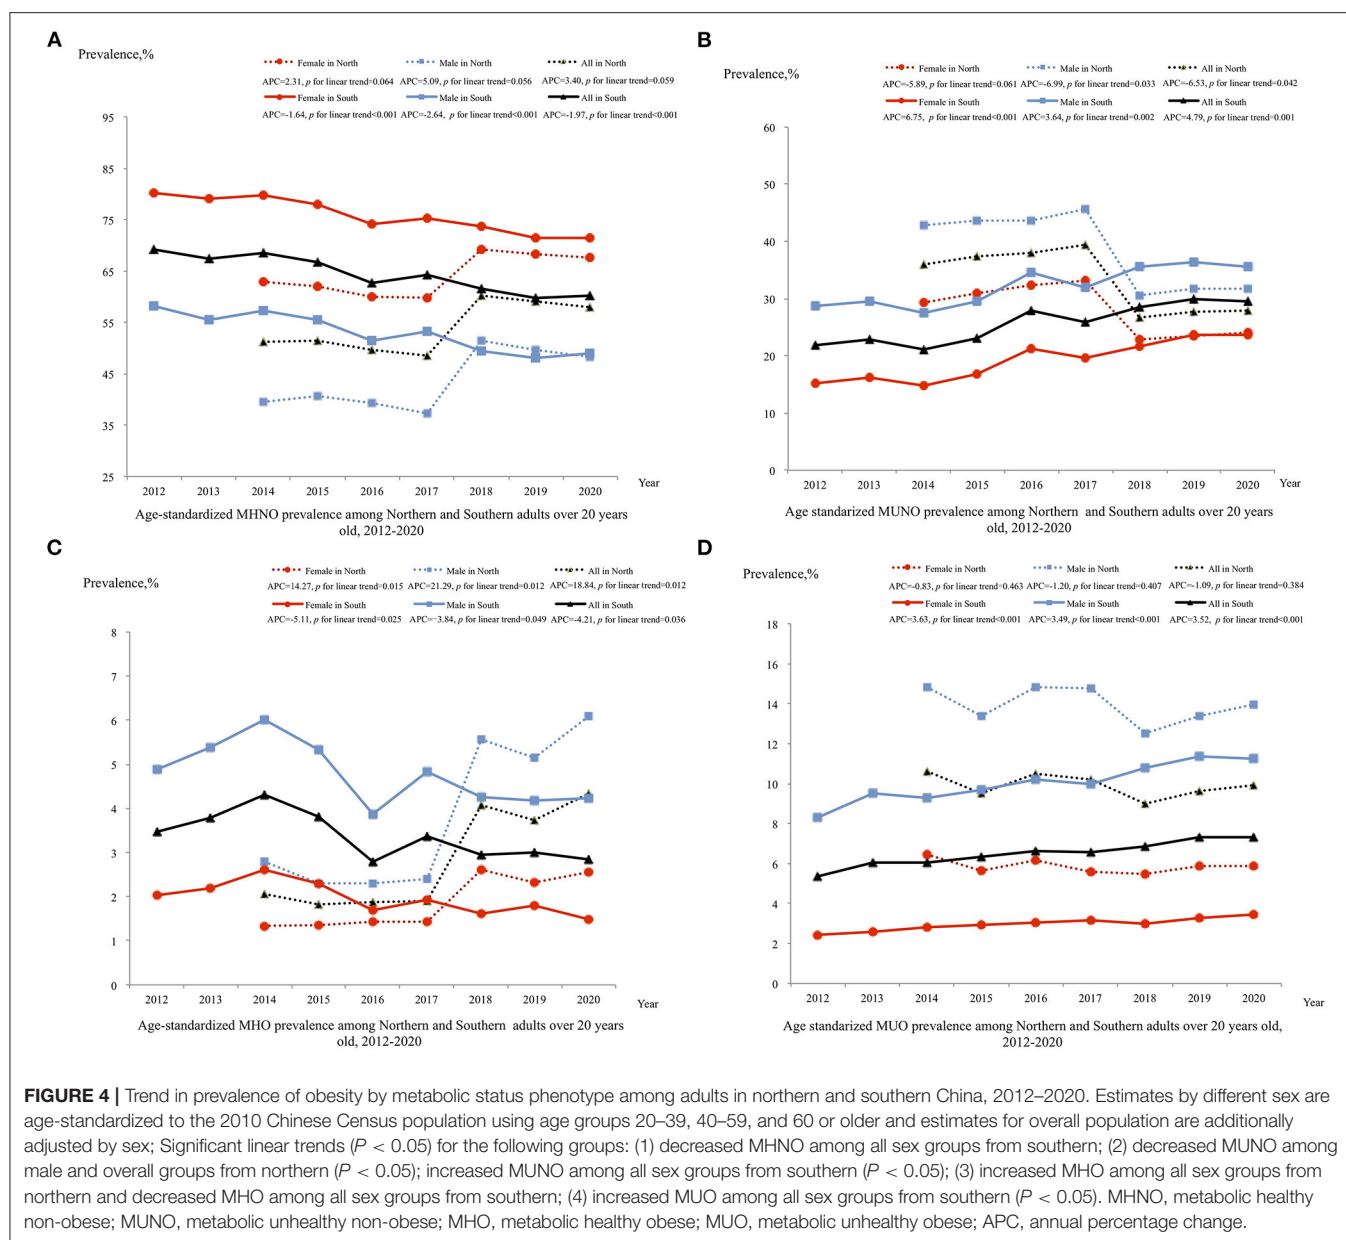 A
Prevalence,%
Female in North Male in North All in North
APC=2.31, p for linear trend=0.064 APC=5.09, p for linear trend=0.056 APC=3.40, p for linear trend=0.059
Female in South Male in South All in South
APC=-1.64, p for linear trend<0.001 APC=-2.64, p for linear trend<0.001 APC=-1.97, p for linear trend<0.001
95
85
75
65
55
45
35
25
2012 2013 2014 2015 2016 2017 2018 2019 2020
Year
Age-standardized MHNO prevalence among Northern and Southern adults over 20 years
old, 2012-2020
B
Prevalence,%
Female in North Male in North All in North
APC=-5.89, p for linear trend=0.061 APC=-6.99, p for linear trend=0.033 APC=-6.53, p for linear trend=0.042
Female in South Male in South All in South
APC=6.75, p for linear trend<0.001 APC=3.64, p for linear trend=0.002 APC=4.79, p for linear trend=0.001
60
50
40
30
20
10
0
2012 2013 2014 2015 2016 2017 2018 2019 2020
Year
Age standarized MUNO prevalence among Northern and Southern adults over 20 years
old, 2012-2020
C
Prevalence,%
Female in North Male in North All in North
APC=14.27, p for linear trend=0.015 APC=21.29, p for linear trend=0.012 APC=18.84, p for linear trend=0.012
Female in South Male in South All in South
APC=-5.11, p for linear trend=0.025 APC=-3.84, p for linear trend=0.049 APC=-4.21, p for linear trend=0.036
8
7
6
5
4
3
2
1
0
2012 2013 2014 2015 2016 2017 2018 2019 2020
Year
Age-standardized MHO prevalence among Northern and Southern adults over 20 years
old, 2012-2020
D
Prevalence,%
Female in North Male in North All in North
APC=-0.83, p for linear trend=0.463 APC=-1.20, p for linear trend=0.407 APC=-1.09, p for linear trend=0.384
Female in South Male in South All in South
APC=3.63, p for linear trend<0.001 APC=3.49, p for linear trend<0.001 APC=3.52, p for linear trend<0.001
18
16
14
12
10
8
6
4
2
0
2012 2013 2014 2015 2016 2017 2018 2019 2020
Year
Age standarized MUO prevalence among Northern and Southern adults over 20 years old,
2012-2020
FIGURE 4 | Trend in prevalence of obesity by metabolic status phenotype among adults in northern and southern China, 2012–2020. Estimates by different sex are
age-standardized to the 2010 Chinese Census population using age groups 20–39, 40–59, and 60 or older and estimates for overall population are additionally
adjusted by sex; Significant linear trends (P < 0.05) for the following groups: (1) decreased MHNO among all sex groups from southern; (2) decreased MUNO among
male and overall groups from northern (P < 0.05); increased MUNO among all sex groups from southern (P < 0.05); (3) increased MHO among all sex groups from
northern and decreased MHO among all sex groups from southern; (4) increased MUO among all sex groups from southern (P < 0.05). MHNO, metabolic healthy
non-obese; MUNO, metabolic unhealthy non-obese; MHO, metabolic healthy obese; MUO, metabolic unhealthy obese; APC, annual percentage change.